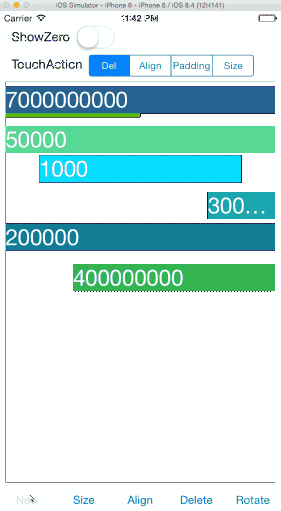 iOS Simulator - iPhone 6 - iPhone 6 / iOS 8.4 (12H141)
Carrier 11:42 PM
ShowZero
TouchAction Del Align Padding Size
7000000000
50000
1000
300...
200000
400000000
New Size Align Delete Rotate